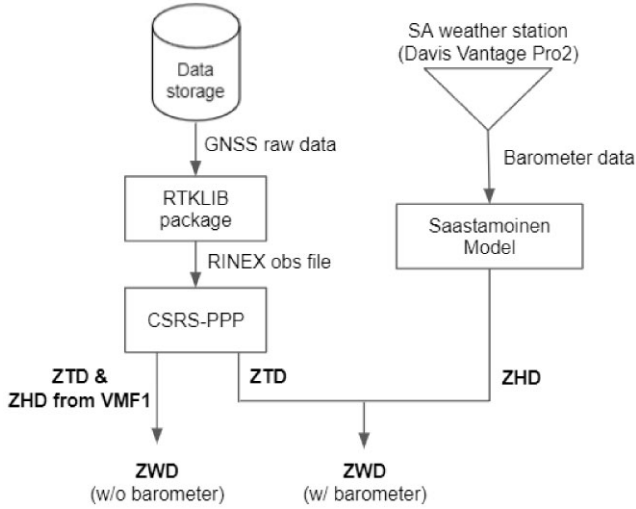 SA weather station
(Davis Vantage Pro2)
Data
storage
GNSS raw data
Barometer data
RTKLIB
package
Saastamoinen
Model
RINEX obs file
CSRS-PPP
ZTD &
ZHD from VMF1
ZTD
ZHD
ZWD
(w/o barometer)
ZWD
(w/ barometer)